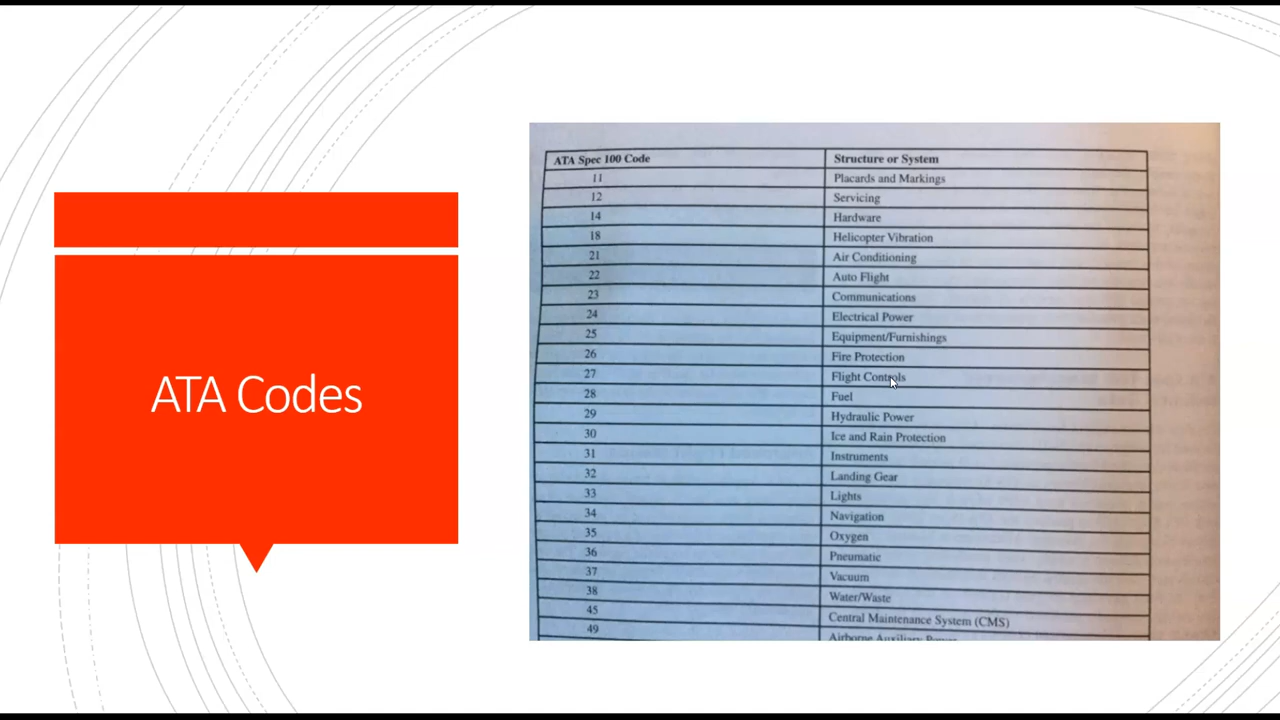 ATA Codes
ATA Spec 100 Code Structure or System
11 Placards and Markings
12 Servicing
14 Hardware
18 Helicopter Vibration
21 Air Conditioning
22 Auto Flight
23 Communications
24 Electrical Power
25 Equipment/Furnishings
26 Fire Protection
27 Flight Controls
28 Fuel
29 Hydraulic Power
30 Ice and Rain Protection
31 Instruments
32 Landing Gear
33 Lights
34 Navigation
35 Oxygen
36 Pneumatic
37 Vacuum
38 Water/Waste
45 Central Maintenance System (CMS)
49 Airborne Auxiliary Power